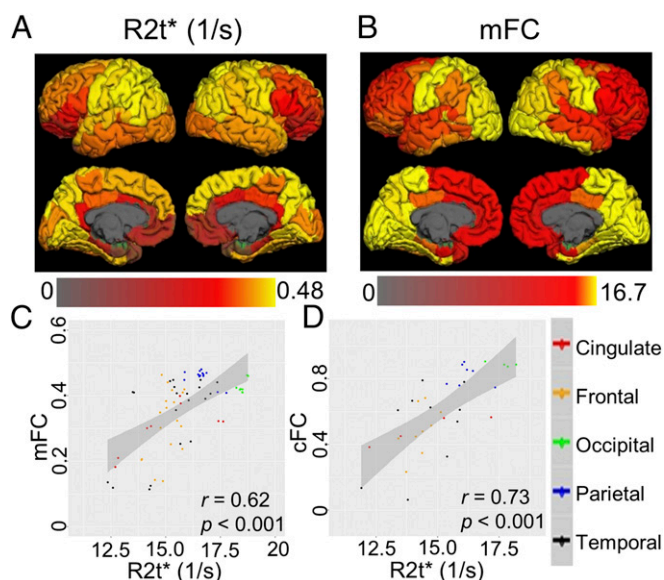 A R2t* (1/s)
B mFC
0 0.48
0 16.7
C
0.6
0.4
0.2
0
mFC
r = 0.62
p < 0.001
12.5 15.0 17.5 20
R2t* (1/s)
D
0.8
0.4
0
cFC
r = 0.73
p < 0.001
12.5 15.0 17.5
R2t* (1/s)
Cingulate
Frontal
Occipital
Parietal
Temporal